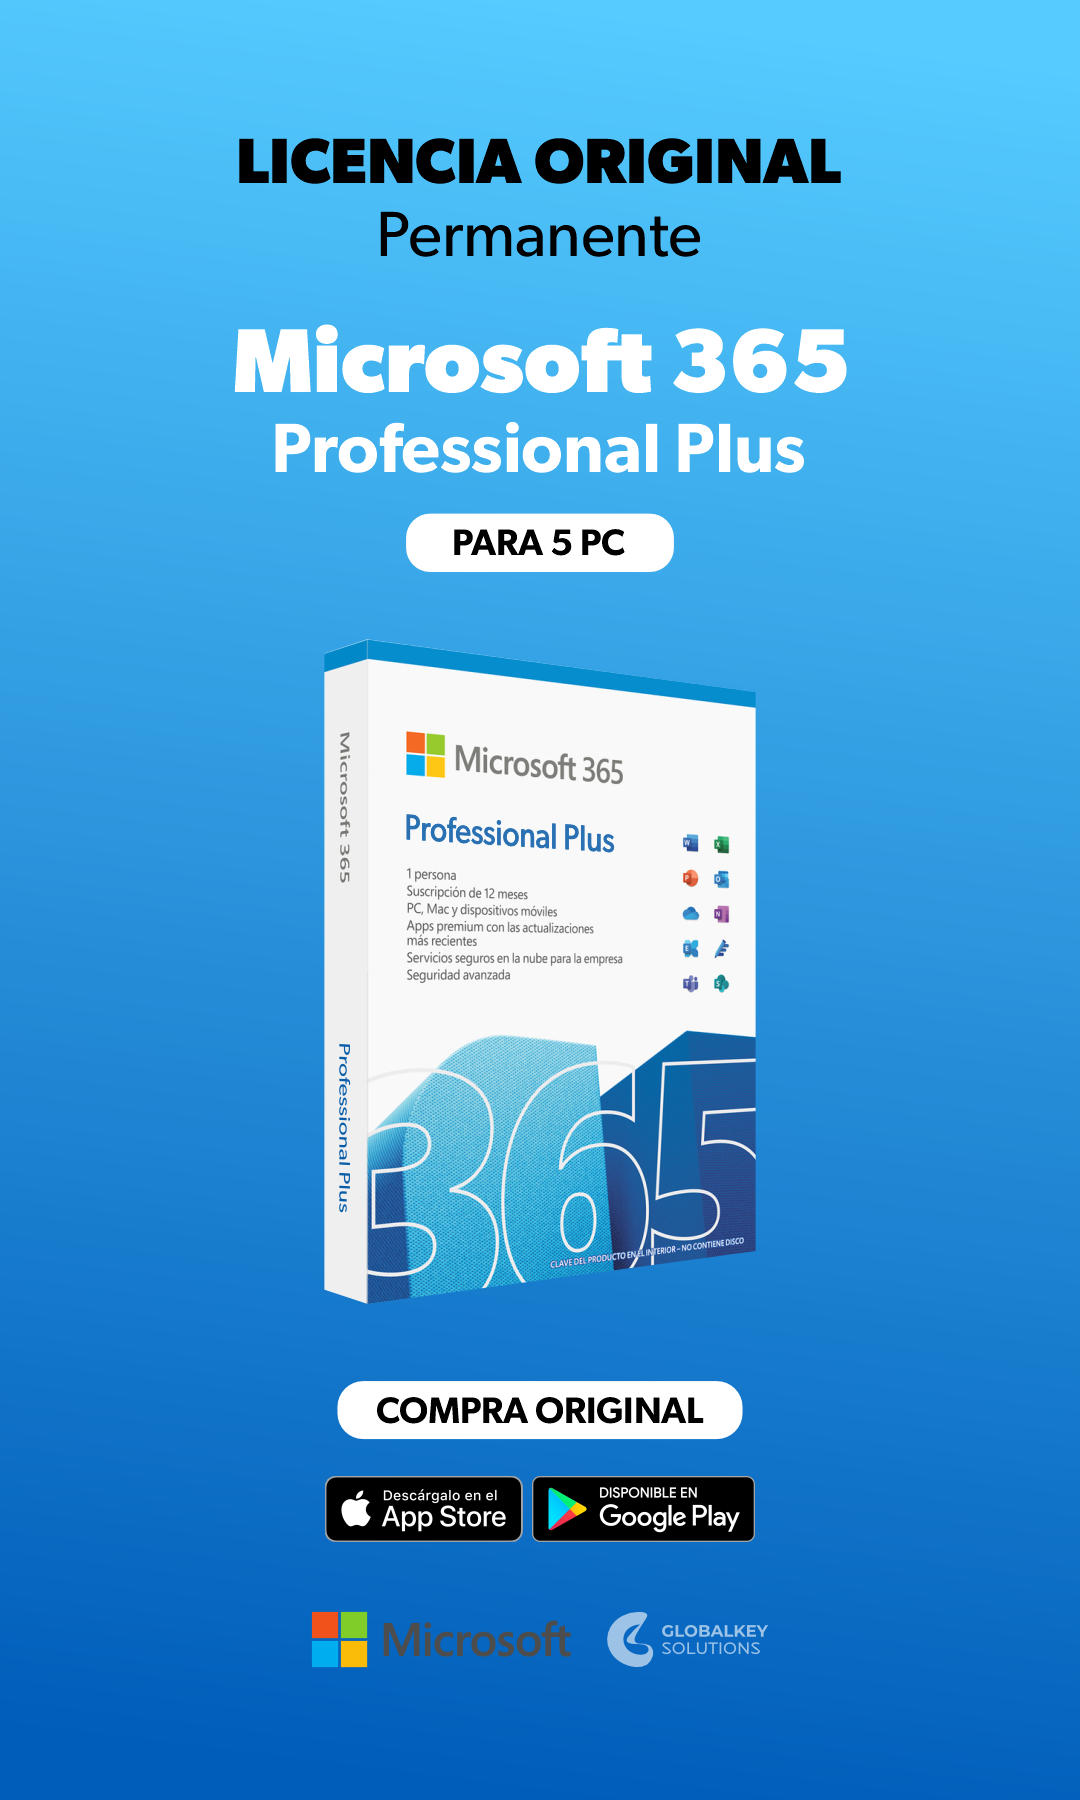 LICENCIA ORIGINAL
Permanente
Microsoft 365
Professional Plus
PARA 5 PC
Microsoft 365
Professional Plus
Microsoft 365
Professional Plus
1 persona
Suscripción de 12 meses
PC, Mac y dispositivos móviles
Apps premium con las actualizaciones
más recientes
Servicios seguros en la nube para la empresa
Seguridad avanzada
W X
P O
N
E
T S
365
CLAVE DEL PRODUCTO EN EL INTERIOR – NO CONTIENE DISCO
COMPRA ORIGINAL
Descárgalo en el
App Store
DISPONIBLE EN
Google Play
Microsoft
GLOBALKEY
SOLUTIONS